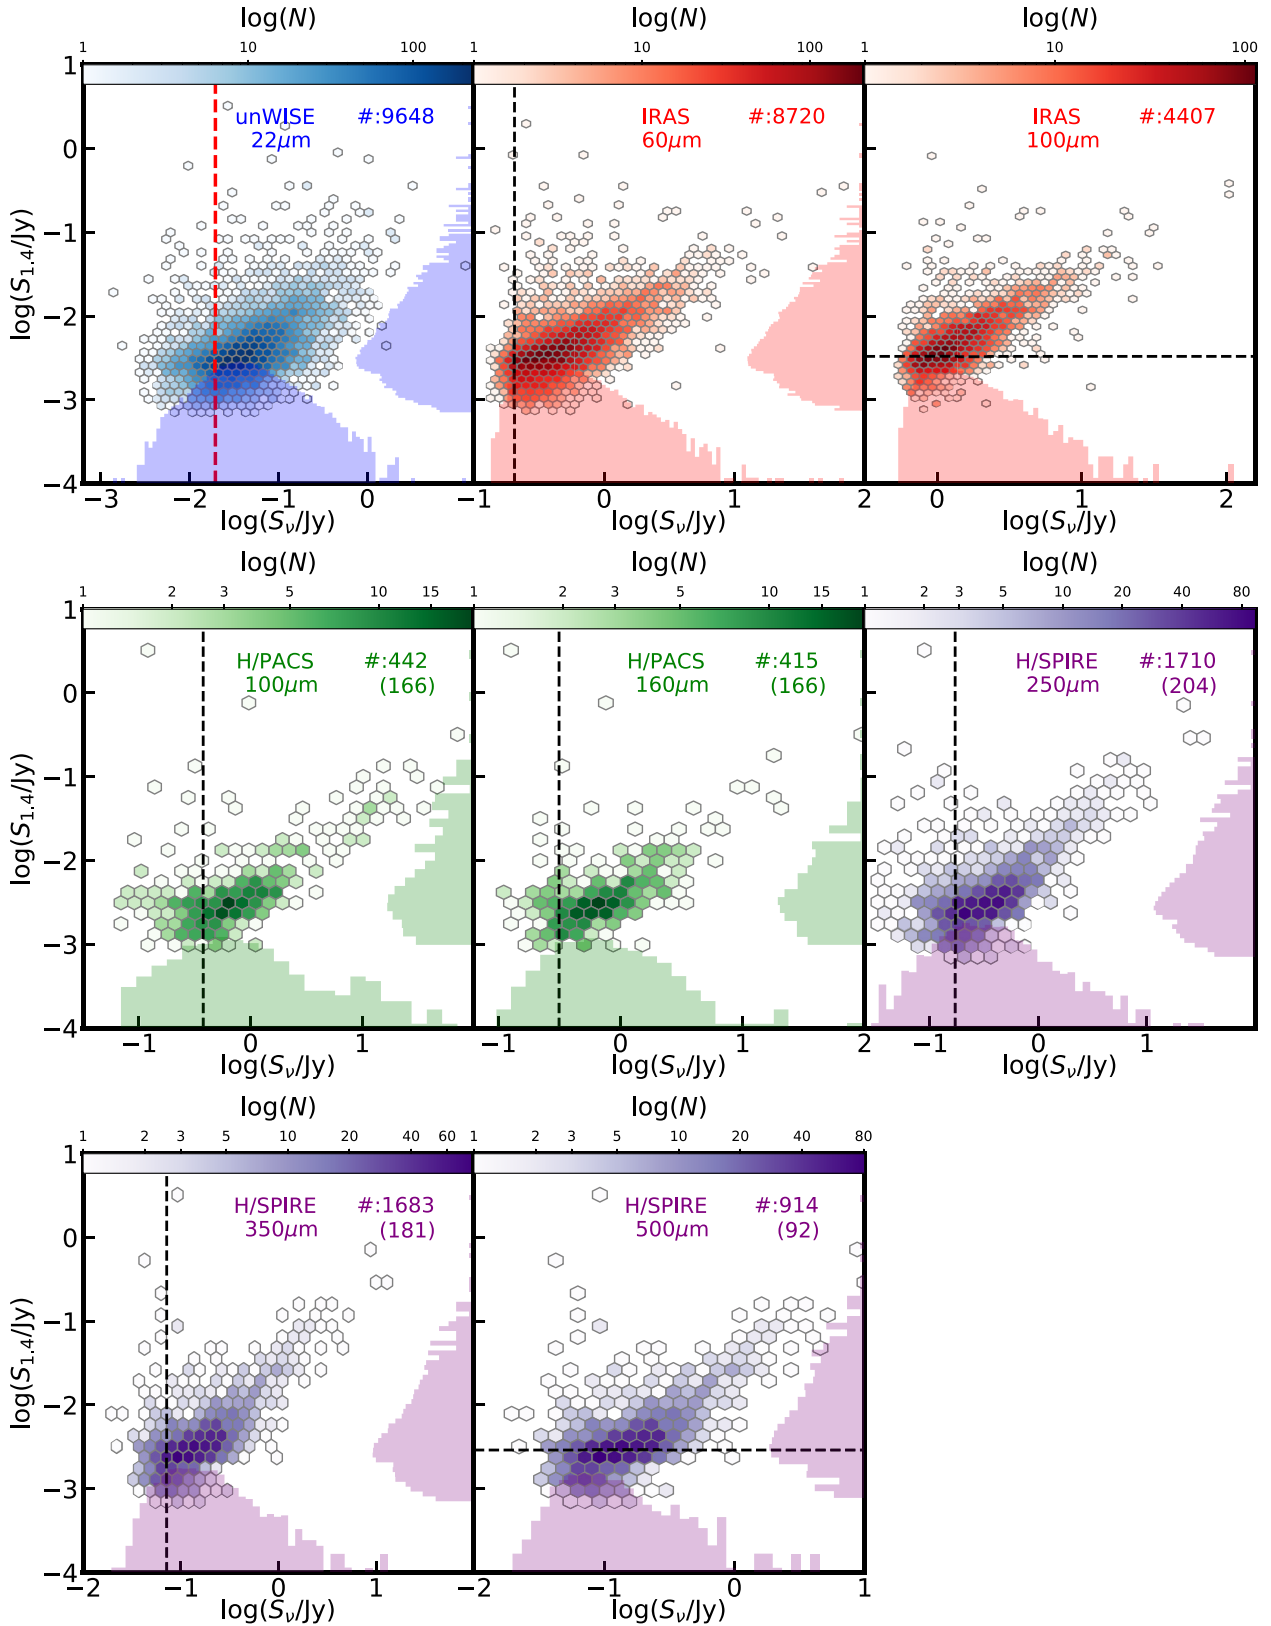 log(N) log(N) log(N)
1 10 100 1 10 100 1 10 100
unWISE #:9648 IRAS #:8720 IRAS #:4407
22μm 60μm 100μm
log(S1.4/Jy)
1
0
−1
−2
−3
−4
−3 −2 −1 0 −1 0 1 2 0 1 2
log(Sν/Jy) log(Sν/Jy) log(Sν/Jy)
log(N) log(N) log(N)
1 2 3 5 10 15 1 2 3 5 10 15 1 2 3 5 10 20 40 80
H/PACS #:442 H/PACS #:415 H/SPIRE #:1710
100μm (166) 160μm (166) 250μm (204)
log(S1.4/Jy)
1
0
−1
−2
−3
−4
−1 0 1 −1 0 1 2 −1 0 1
log(Sν/Jy) log(Sν/Jy) log(Sν/Jy)
log(N) log(N)
1 2 3 5 10 20 40 60 1 2 3 5 10 20 40 80
H/SPIRE #:1683 H/SPIRE #:914
350μm (181) 500μm (92)
log(S1.4/Jy)
1
0
−1
−2
−3
−4
−2 −1 0 1 −2 −1 0 1
log(Sν/Jy) log(Sν/Jy)